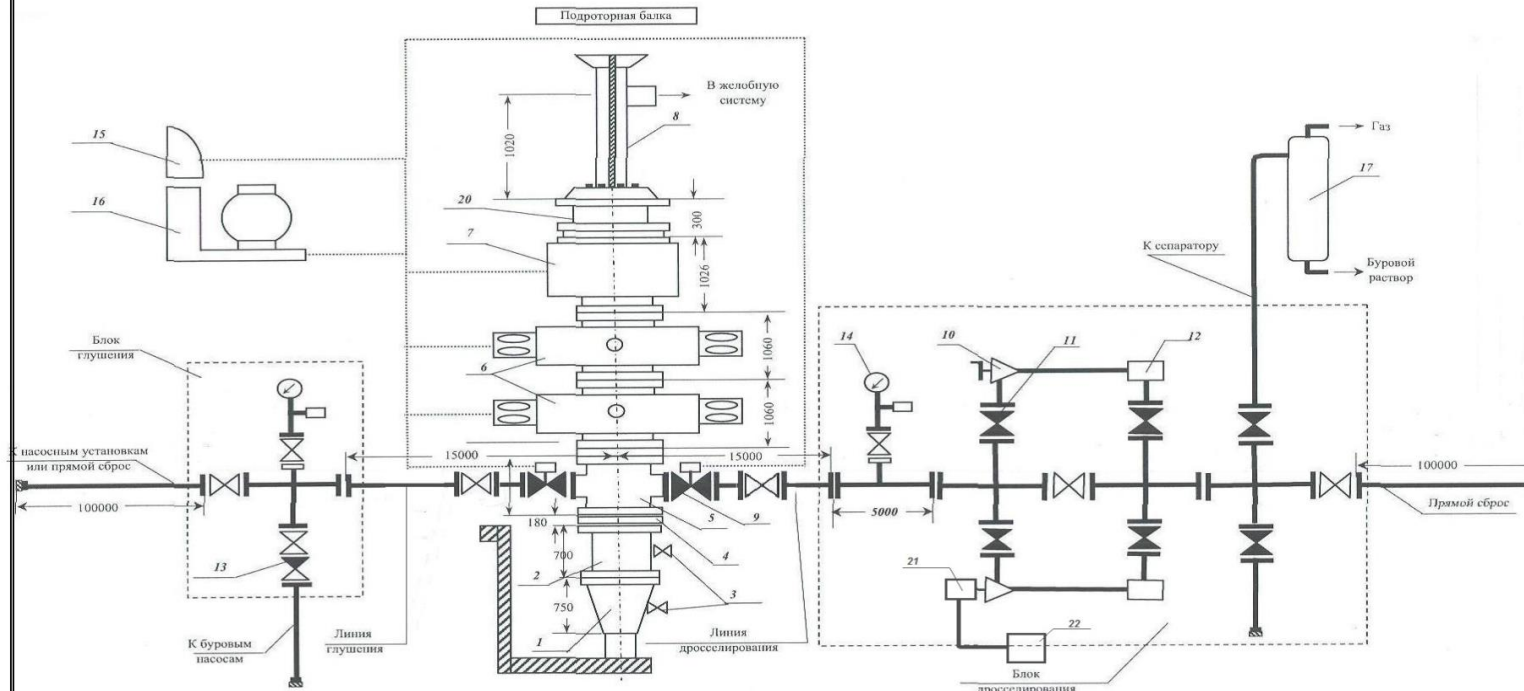 Подроторная балка
В желобную
систему
8
15
16
1020
20
300
7
1026
Газ
17
К сепаратору
Буровой
раствор
Блок
глушения
6
1060
1060
14
10
11
12
К насосным установкам
или прямой сброс
15000
15000
100000
100000
180
5
9
5000
Прямой сброс
4
700
13
2
21
3
750
22
1
К буровым
насосам
Линия
глушения
Линия
дросселирования
Блок
дросселирования